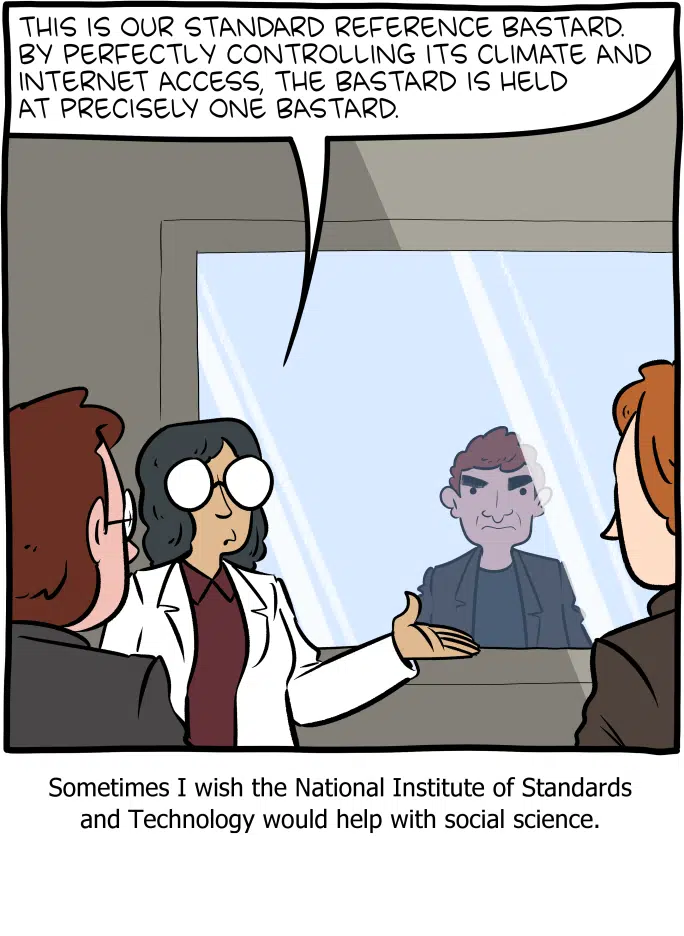 THIS IS OUR STANDARD REFERENCE BASTARD.
BY PERFECTLY CONTROLLING ITS CLIMATE AND
INTERNET ACCESS, THE BASTARD IS HELD
AT PRECISELY ONE BASTARD.
Sometimes I wish the National Institute of Standards
and Technology would help with social science.